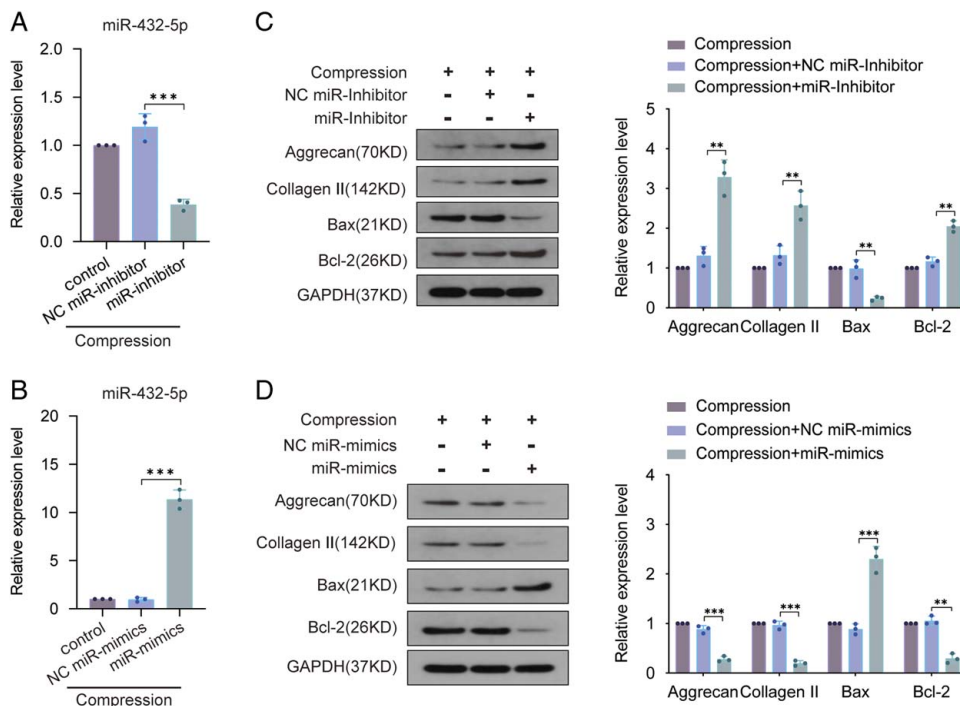 A
miR-432-5p
Relative expression level
2.0
1.5
1.0
0.5
0.0
***
control
NC miR-inhibitor
miR-inhibitor
Compression
C
Compression + + +
NC miR-Inhibitor - + -
miR-Inhibitor - - +
Aggrecan(70KD)
Collagen II(142KD)
Bax(21KD)
Bcl-2(26KD)
GAPDH(37KD)
Compression
Compression+NC miR-Inhibitor
Compression+miR-Inhibitor
Relative expression level
5
4
3
2
1
0
** ** ** **
Aggrecan Collagen II Bax Bcl-2
B
miR-432-5p
Relative expression level
20
15
10
5
0
***
control
NC miR-mimics
miR-mimics
Compression
D
Compression + + +
NC miR-mimics - + -
miR-mimics - - +
Aggrecan(70KD)
Collagen II(142KD)
Bax(21KD)
Bcl-2(26KD)
GAPDH(37KD)
Compression
Compression+NC miR-mimics
Compression+miR-mimics
Relative expression level
4
3
2
1
0
*** *** *** **
Aggrecan Collagen II Bax Bcl-2